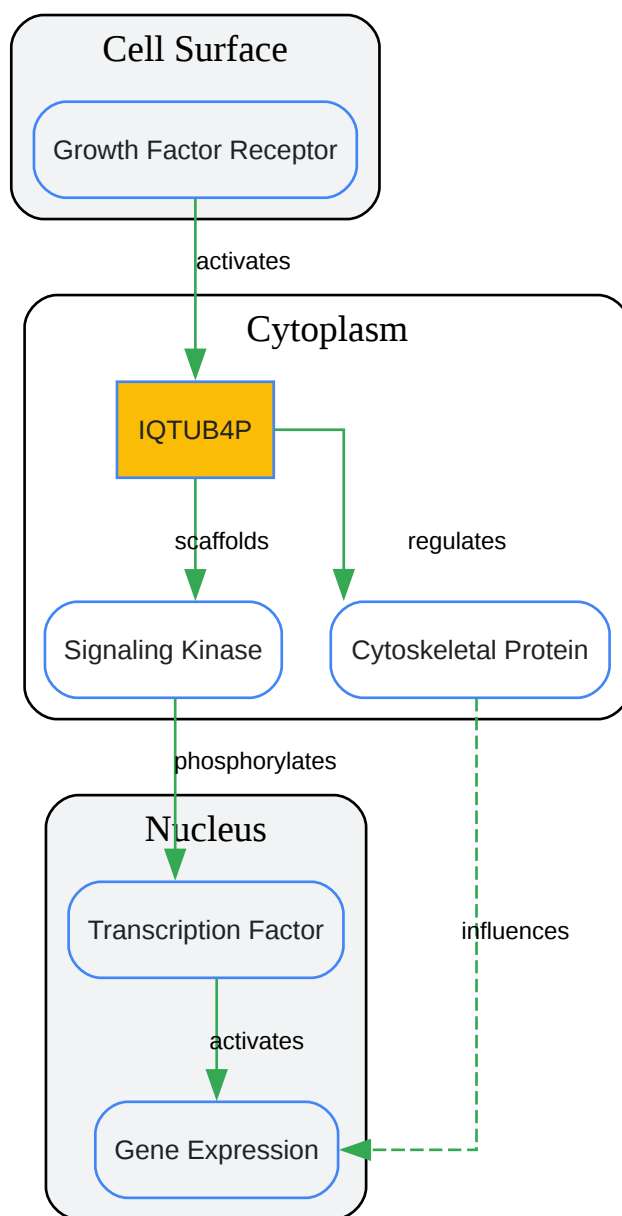 Cell Surface
Growth Factor Receptor
activates
Cytoplasm
IQTUB4P
scaffolds
regulates
Signaling Kinase
Cytoskeletal Protein
phosphorylates
Nucleus
Transcription Factor
influences
activates
Gene Expression